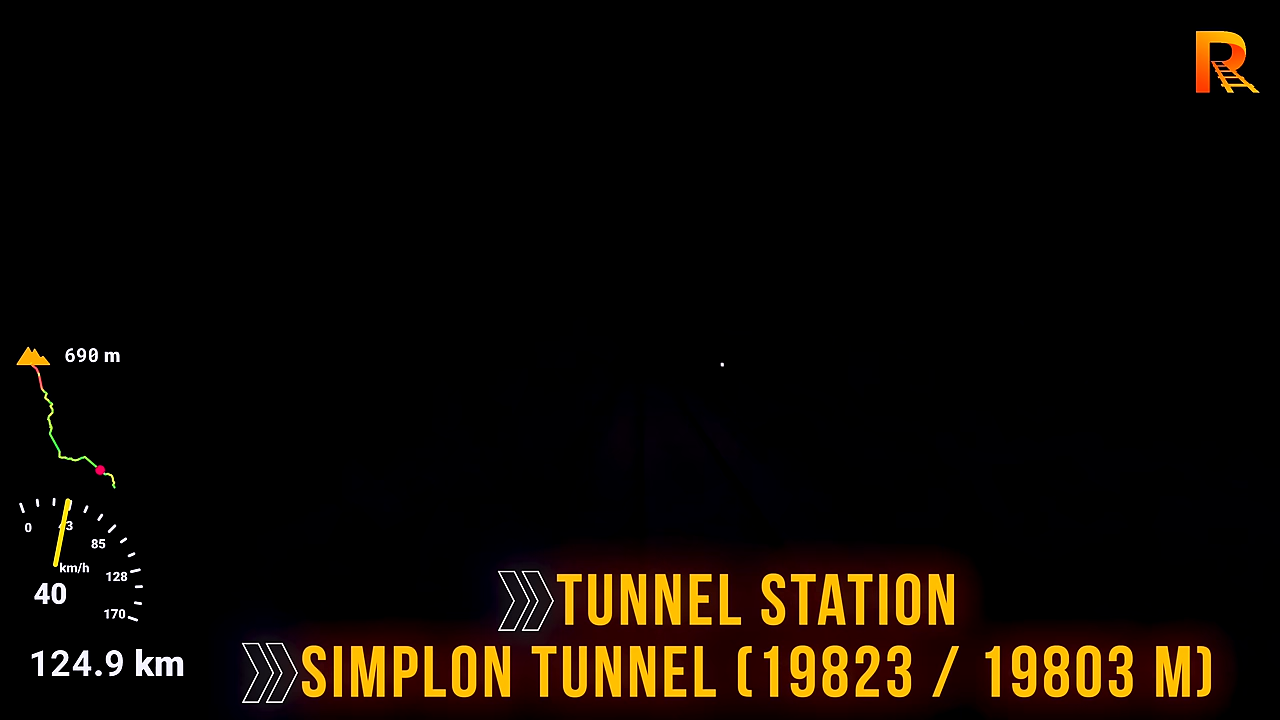 R
690 m
0
43
85
km/h
128
40
170
124.9 km
TUNNEL STATION
SIMPLON TUNNEL (19823 / 19803 M)